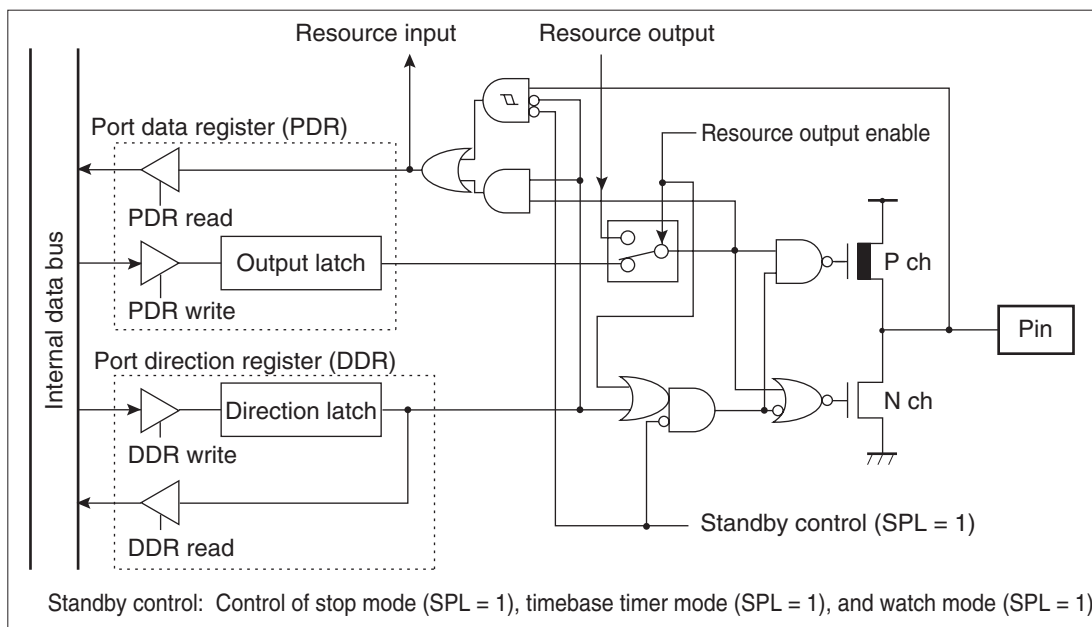 Resource input
Resource output
Port data register (PDR)
Resource output enable
PDR read
Output latch
PDR write
P ch
Pin
Internal data bus
Port direction register (DDR)
Direction latch
N ch
DDR write
Standby control (SPL = 1)
DDR read
Standby control: Control of stop mode (SPL = 1), timebase timer mode (SPL = 1), and watch mode (SPL = 1)